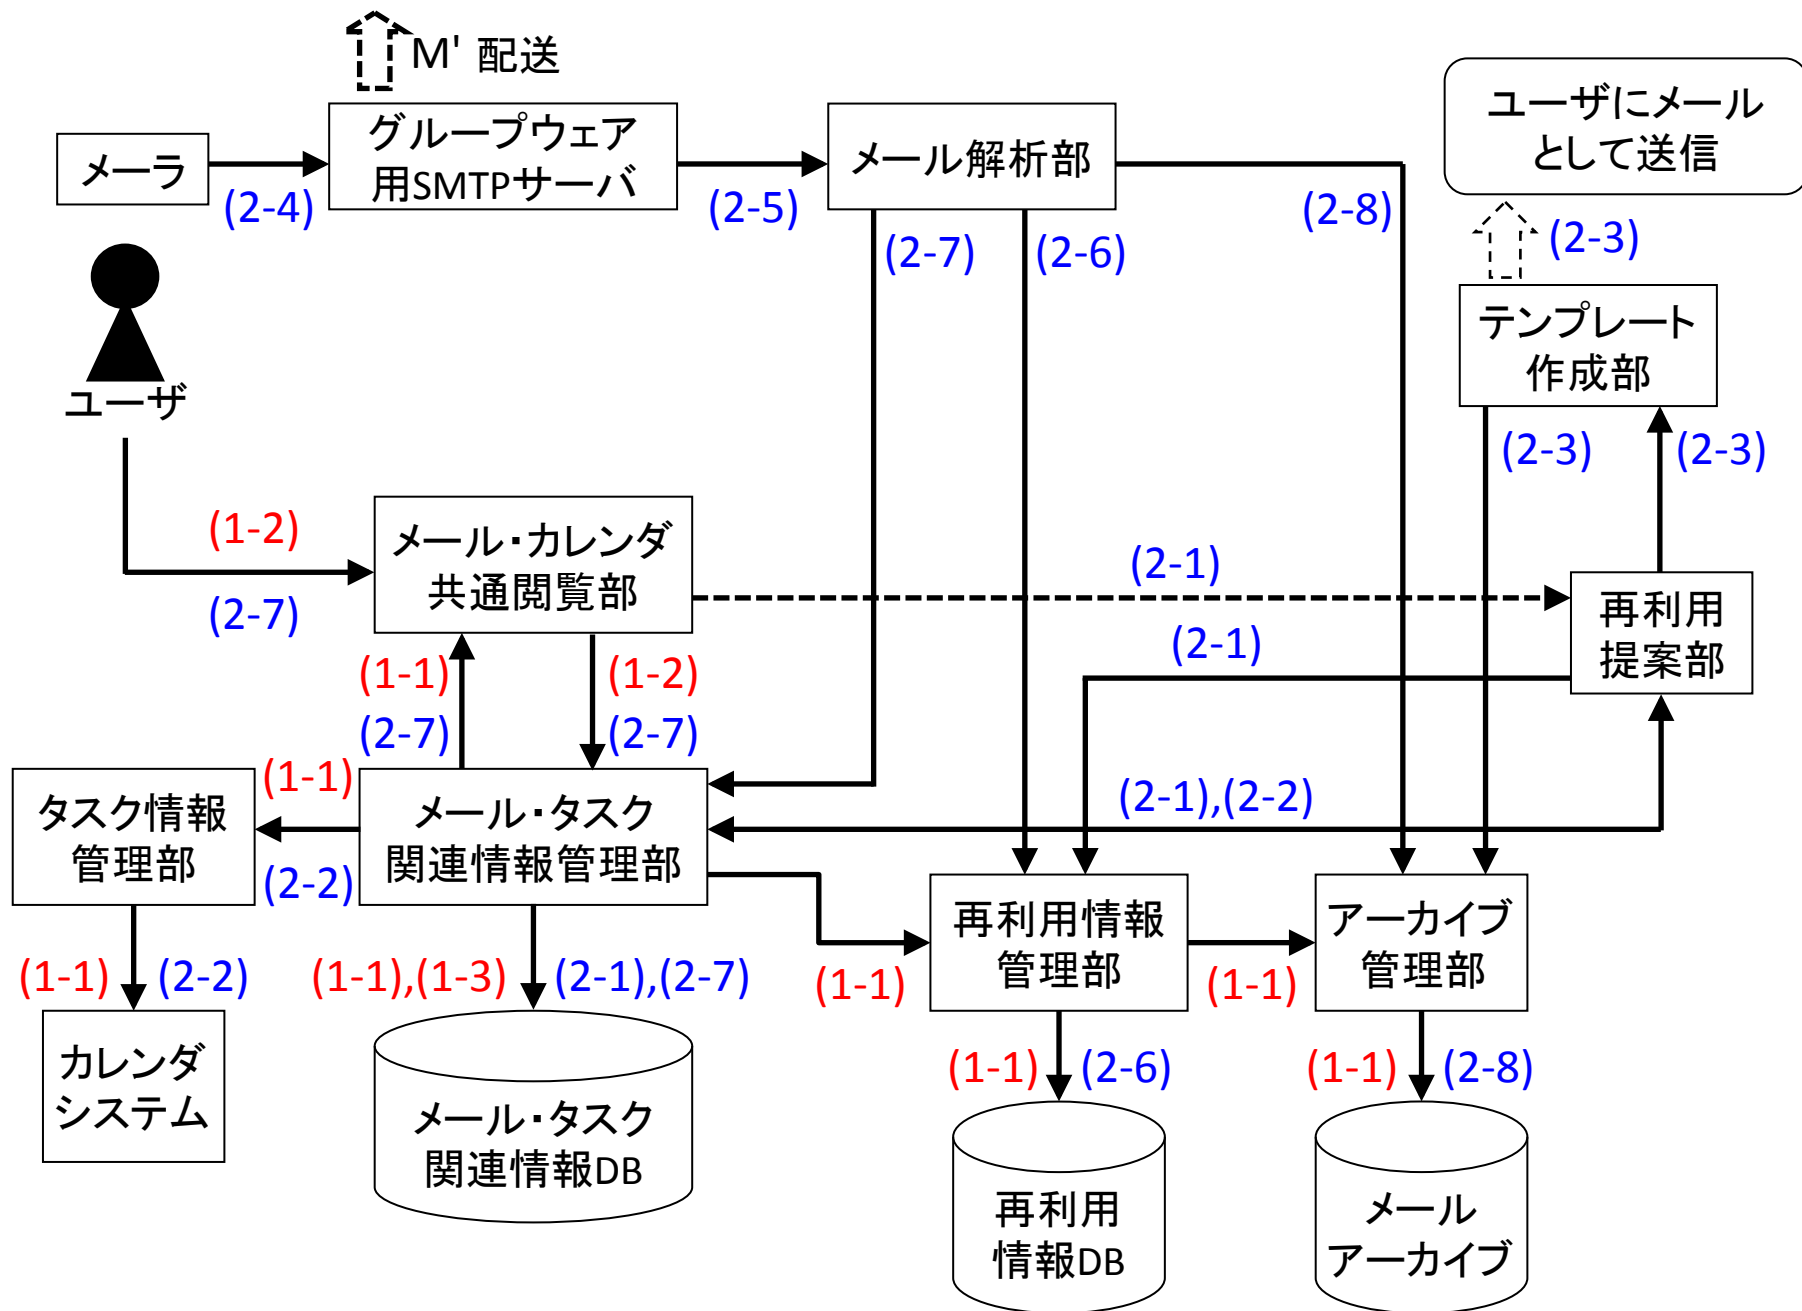 M' 配送
グループウェア
用SMTPサーバ
メーラ
(2-4)
(2-5)
メール解析部
(2-7)
(2-6)
(2-8)
ユーザにメール
として送信
(2-3)
テンプレート
作成部
(2-3)
(2-3)
ユーザ
(1-2)
(2-7)
メール・カレンダ
共通閲覧部
(2-1)
(2-1)
再利用
提案部
(1-1)
(2-7)
(1-2)
(2-7)
(2-1),(2-2)
タスク情報
管理部
(1-1)
(2-2)
メール・タスク
関連情報管理部
再利用情報
管理部
アーカイブ
管理部
(1-1)
(2-2)
(1-1),(1-3)
(2-1),(2-7)
(1-1)
(1-1)
カレンダ
システム
メール・タスク
関連情報DB
(1-1)
(2-6)
(1-1)
(2-8)
再利用
情報DB
メール
アーカイブ